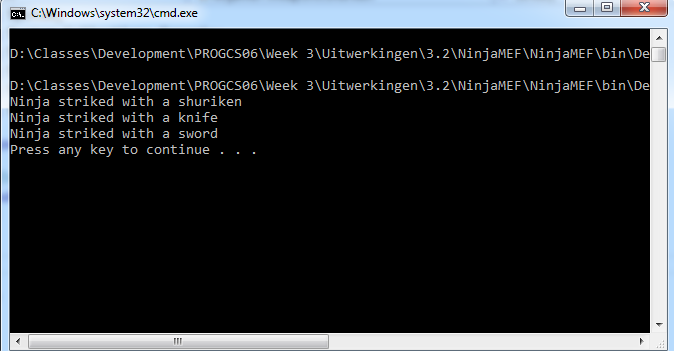 C:\Windows\system32\cmd.exe
D:\Classes\Development\PROGCS06\Week 3\Uitwerkingen\3.2\NinjaMEF\NinjaMEF\bin\De
D:\Classes\Development\PROGCS06\Week 3\Uitwerkingen\3.2\NinjaMEF\NinjaMEF\bin\De
Ninja striked with a shuriken
Ninja striked with a knife
Ninja striked with a sword
Press any key to continue . . .